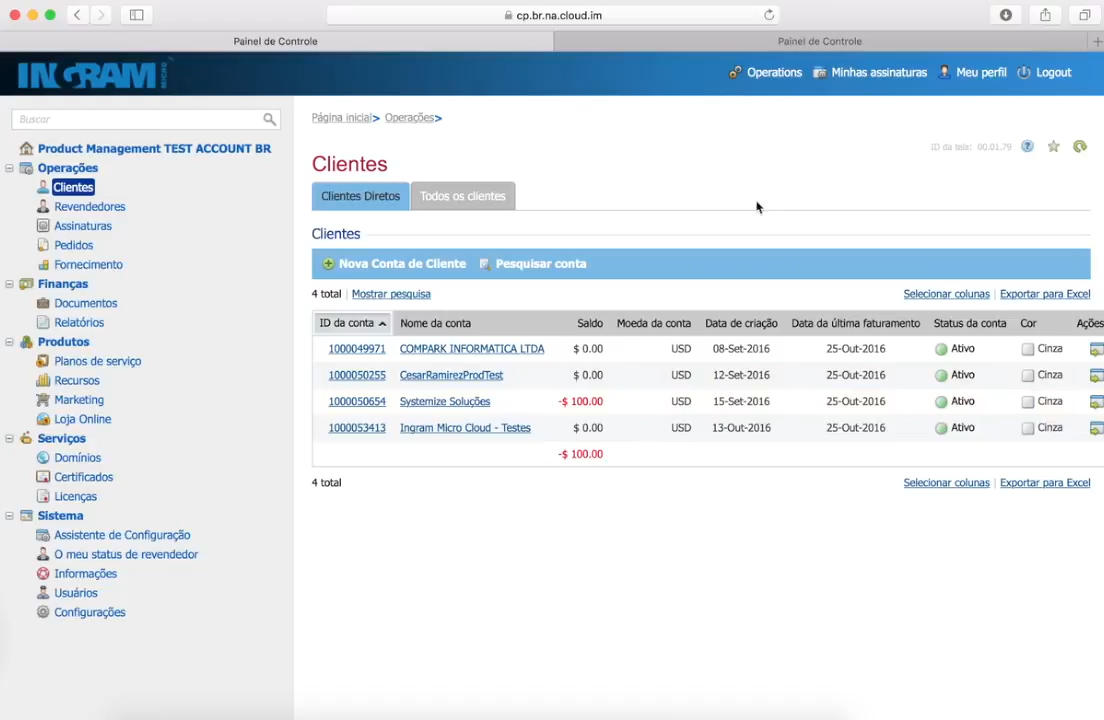 cp.br.na.cloud.im
Painel de Controle
Painel de Controle
INGRAM MICRO
Operations
Minhas assinaturas
Meu perfil
Logout
Buscar
Product Management TEST ACCOUNT BR
Operações
Clientes
Revendedores
Assinaturas
Pedidos
Fornecimento
Finanças
Documentos
Relatórios
Produtos
Planos de serviço
Recursos
Marketing
Loja Online
Serviços
Domínios
Certificados
Licenças
Sistema
Assistente de Configuração
O meu status de revendedor
Informações
Usuários
Configurações
Página inicial> Operações>
ID da tela: 00.01.79
Clientes
Clientes Diretos Todos os clientes
Clientes
Nova Conta de Cliente Pesquisar conta
4 total | Mostrar pesquisa Selecionar colunas | Exportar para Excel
ID da conta Nome da conta Saldo Moeda da conta Data de criação Data da última faturamento Status da conta Cor Ações
1000049971 COMPARK INFORMATICA LTDA $ 0.00 USD 08-Set-2016 25-Out-2016 Ativo Cinza
1000050255 CesarRamirezProdTest $ 0.00 USD 12-Set-2016 25-Out-2016 Ativo Cinza
1000050654 Systemize Soluções -$ 100.00 USD 15-Set-2016 25-Out-2016 Ativo Cinza
1000053413 Ingram Micro Cloud - Testes $ 0.00 USD 13-Out-2016 25-Out-2016 Ativo Cinza
-$ 100.00
4 total Selecionar colunas | Exportar para Excel